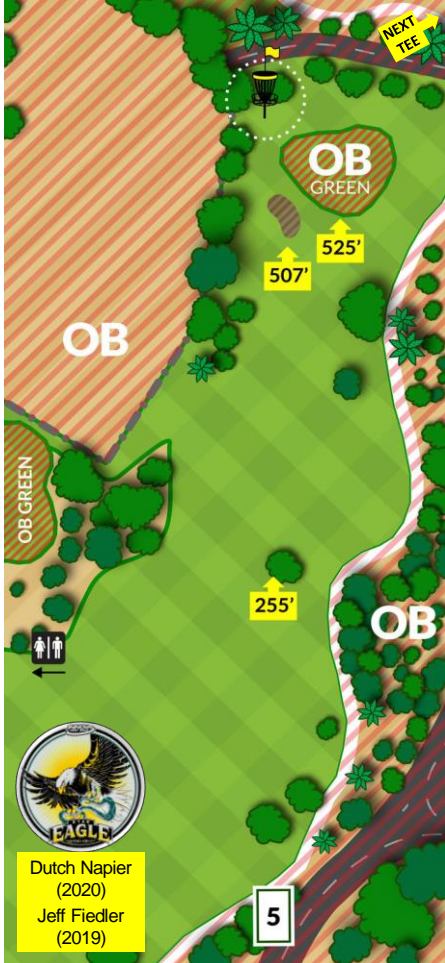 NEXT
TEE
OB
GREEN
525'
507'
OB
OB GREEN
255'
OB
EAGLE
Dutch Napier
(2020)
Jeff Fiedler
(2019)
5